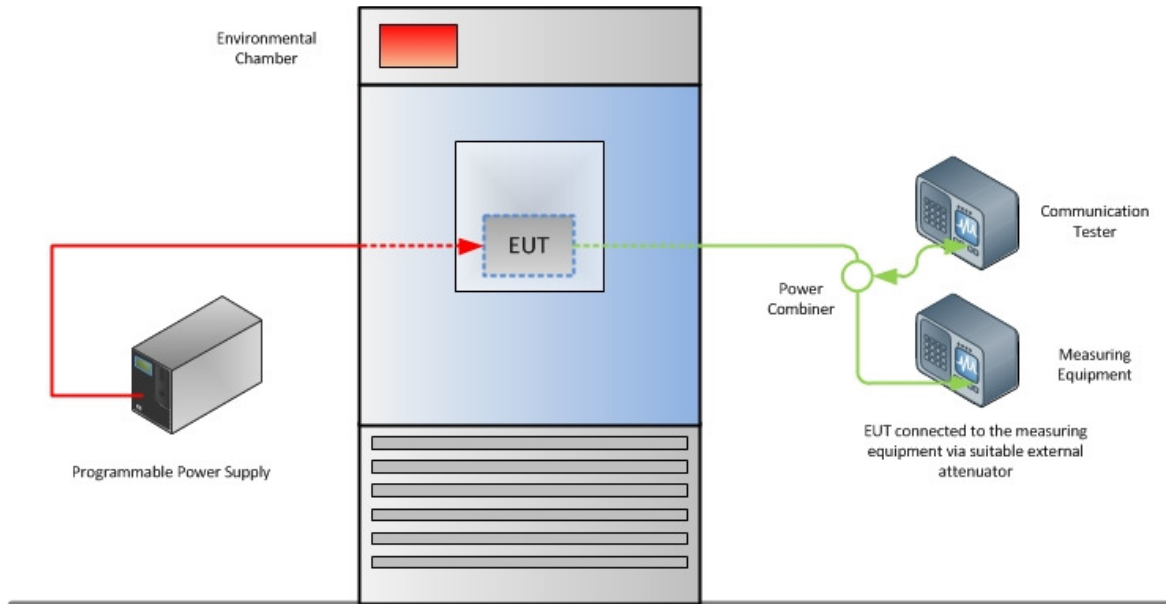 Environmental
Chamber
EUT
Communication
Tester
Power
Combiner
Measuring
Equipment
EUT connected to the measuring
equipment via suitable external
attenuator
Programmable Power Supply